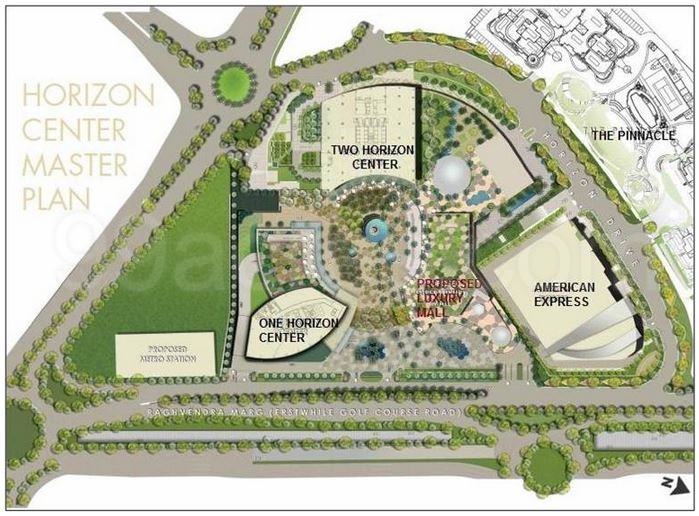 HORIZON
CENTER
MASTER
PLAN
THE PINNACLE
TWO HORIZON
CENTER
HORIZON DRIVE
PROPOSED
LUXURY
MALL
AMERICAN
EXPRESS
ONE HORIZON
CENTER
PROPOSED
METRO STATION
RAGHVENDRA MARG (ERSTWHILE GOLF COURSE ROAD)
N